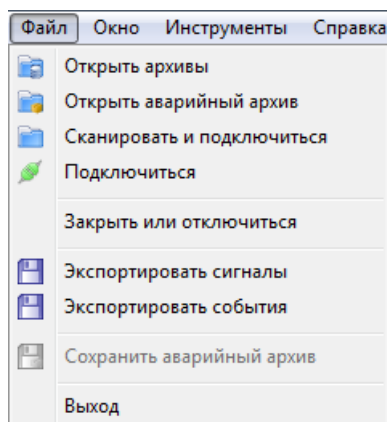 Файл Окно Инструменты Справка
Открыть архивы
Открыть аварийный архив
Сканировать и подключиться
Подключиться
Закрыть или отключиться
Экспортировать сигналы
Экспортировать события
Сохранить аварийный архив
Выход